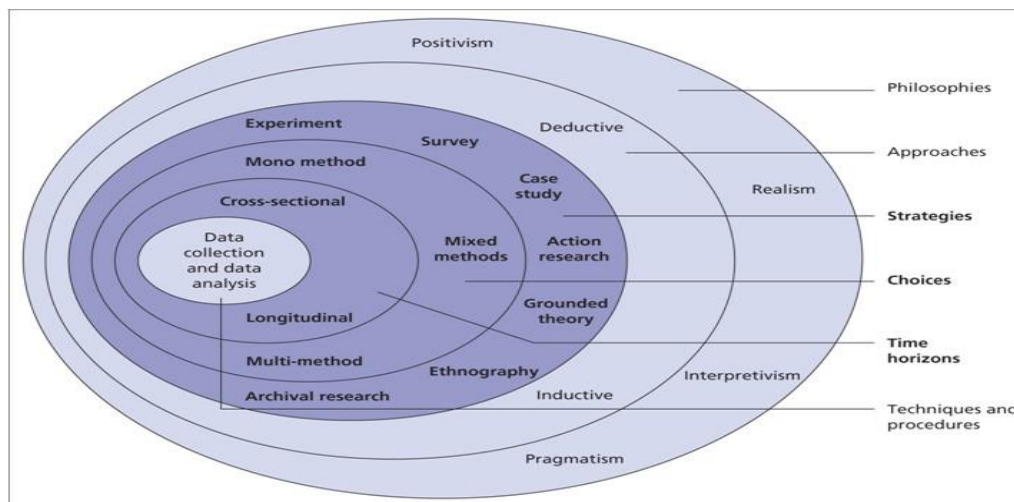 Positivism
Philosophies
Experiment
Survey
Deductive
Approaches
Mono method
Case
study
Realism
Cross-sectional
Strategies
Data
collection
and data
analysis
Mixed
methods
Action
research
Choices
Grounded
theory
Longitudinal
Time
horizons
Multi-method
Ethnography
Interpretivism
Archival research
Inductive
Techniques and
procedures
Pragmatism